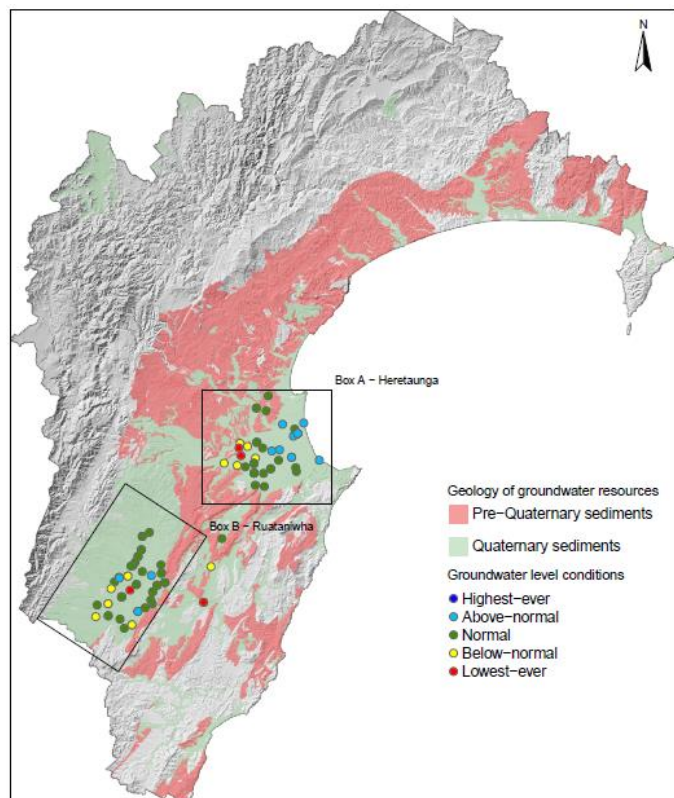 N
Box A – Heretaunga
Geology of groundwater resources
Pre–Quaternary sediments
Box B – Ruataniwha
Quaternary sediments
Groundwater level conditions
Highest–ever
Above–normal
Normal
Below–normal
Lowest–ever